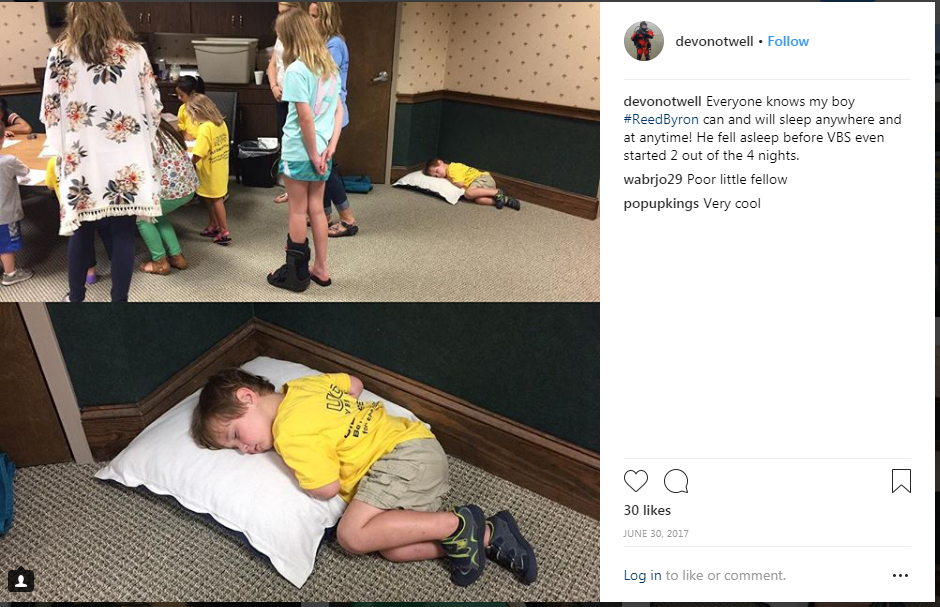 devonotwell • Follow
devonotwell Everyone knows my boy
#ReedByron can and will sleep anywhere and
at anytime! He fell asleep before VBS even
started 2 out of the 4 nights.
wabrjo29 Poor little fellow
popupkings Very cool
30 likes
JUNE 30, 2017
Log in to like or comment.